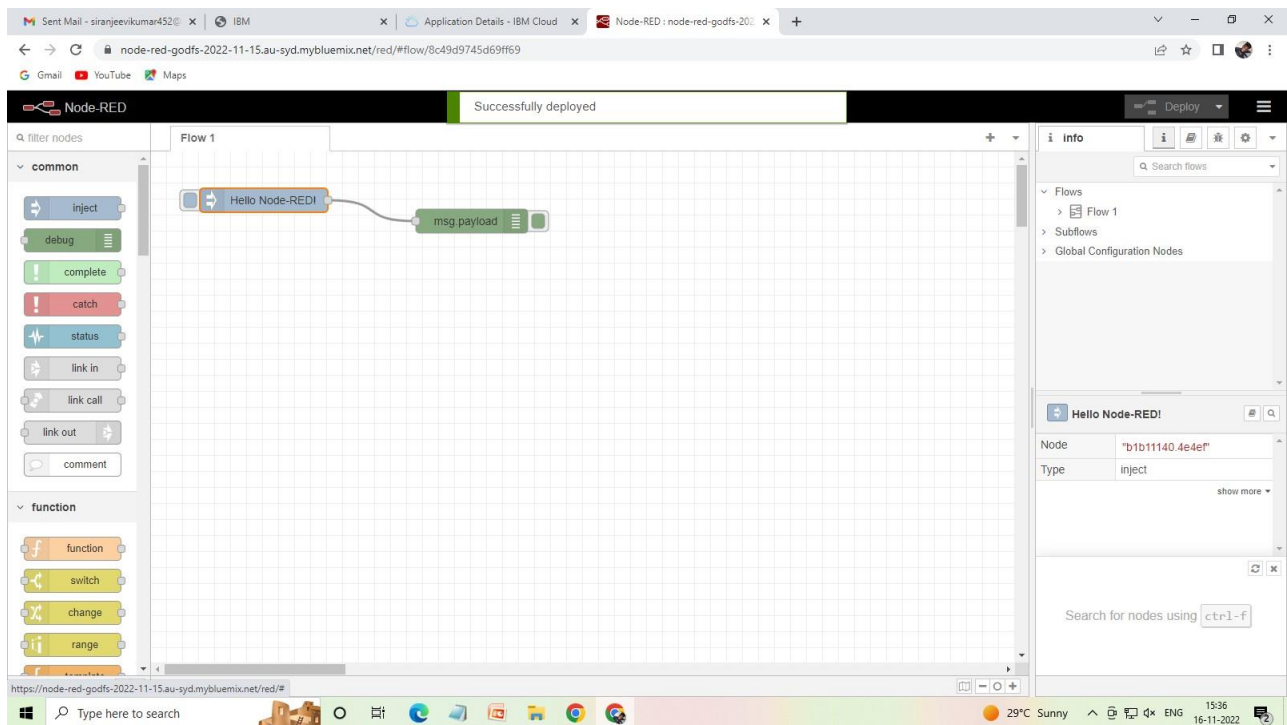 Sent Mail - siranjeevikumar452@
IBM
Application Details - IBM Cloud
Node-RED : node-red-godfs-202
node-red-godfs-2022-11-15.au-syd.mybluemix.net/red/#flow/8c49d9745d69ff69
Gmail YouTube Maps
Node-RED
Successfully deployed
Deploy
filter nodes
Flow 1
info
common
Search flows
inject
debug
complete
catch
status
link in
link call
link out
comment
function
function
switch
change
range
template
Hello Node-RED!
msg.payload
Flows
Flow 1
Subflows
Global Configuration Nodes
Hello Node-RED!
Node "b1b11140.4e4ef"
Type inject
show more
Search for nodes using ctrl-f
https://node-red-godfs-2022-11-15.au-syd.mybluemix.net/red/#
Type here to search
29°C Sunny
ENG
15:36
16-11-2022